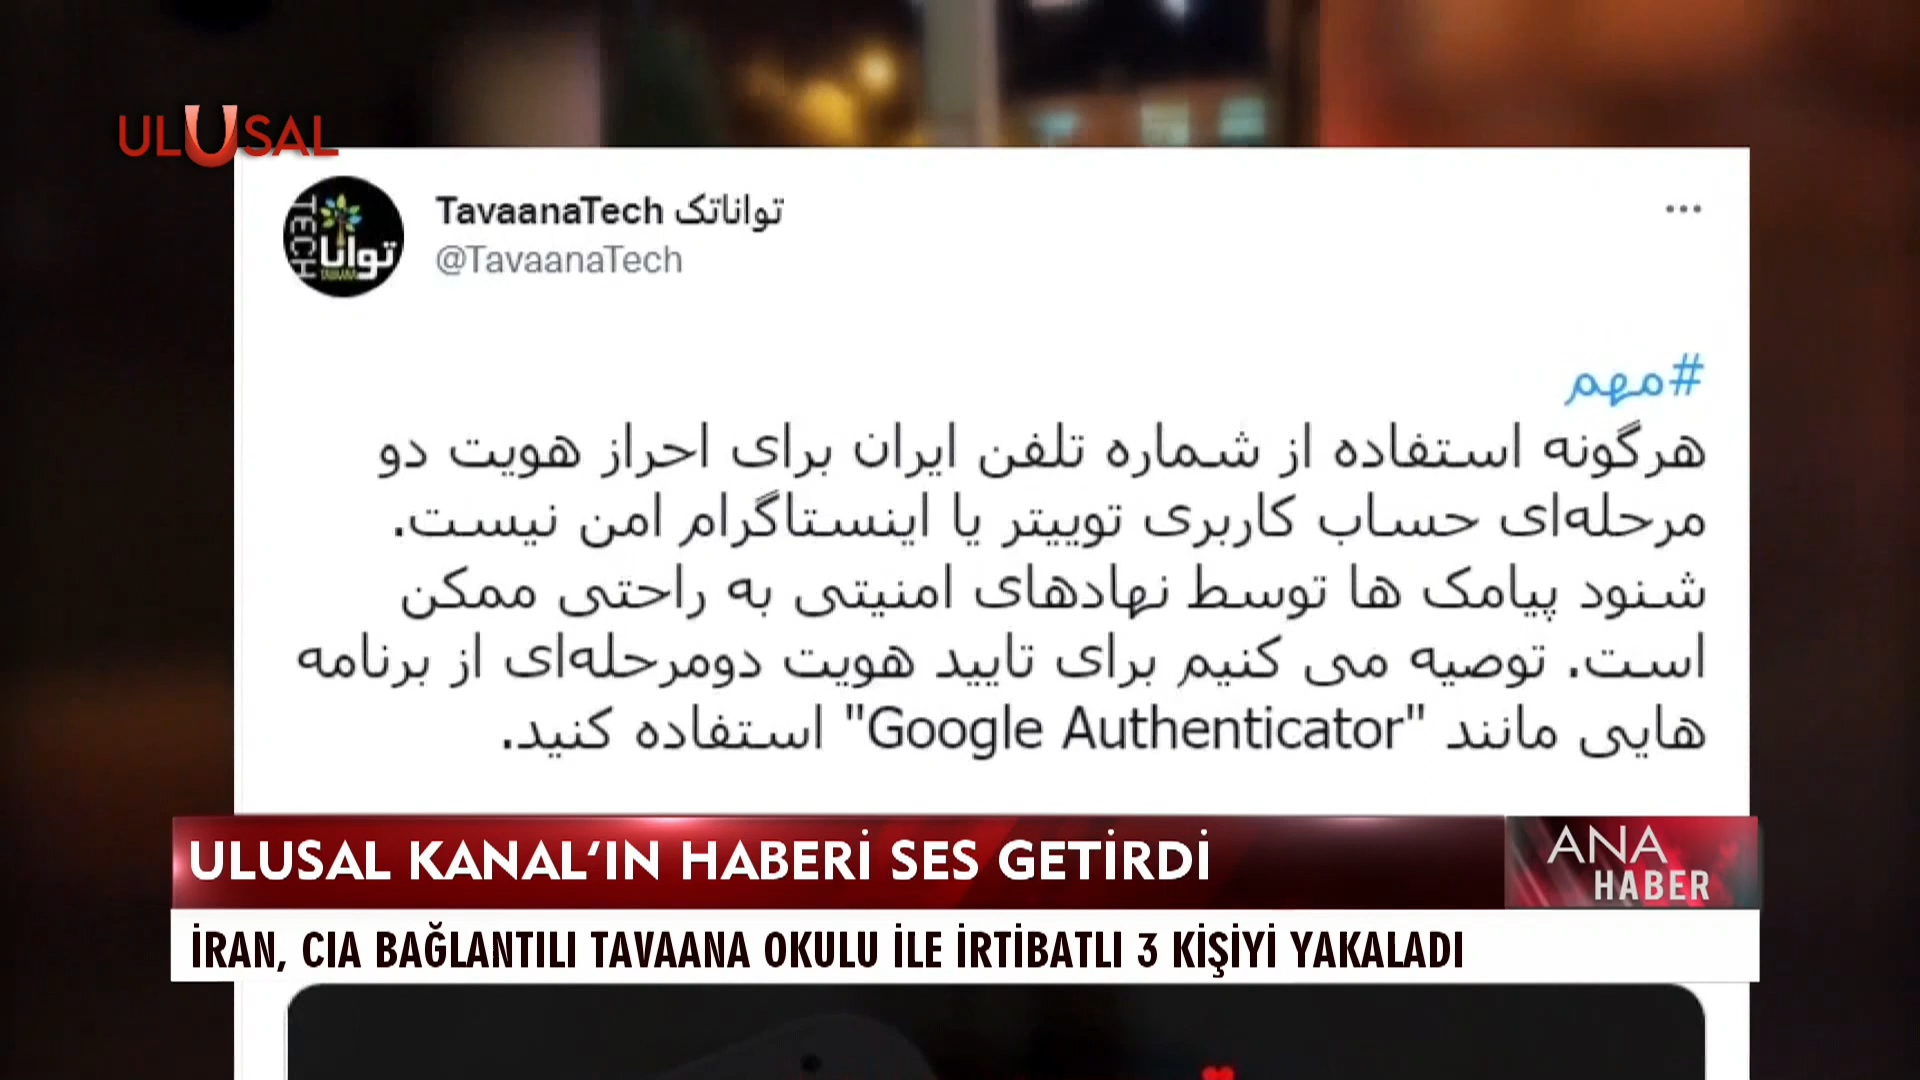 ULUSAL
TavaanaTech تواناتک
@TavaanaTech
TECH
توانا
TAVAANA
#مهم
هرگونه استفاده از شماره تلفن ایران برای احراز هویت دو
مرحله‌ای حساب کاربری توییتر یا اینستاگرام امن نیست.
شنود پیامک ها توسط نهادهای امنیتی به راحتی ممکن
است. توصیه می کنیم برای تایید هویت دومرحله‌ای از برنامه
هایی مانند "Google Authenticator" استفاده کنید.
ULUSAL KANAL‘IN HABERİ SES GETİRDİ
ANA
HABER
İRAN, CIA BAĞLANTILI TAVAANA OKULU İLE İRTİBATLI 3 KİŞİYİ YAKALADI